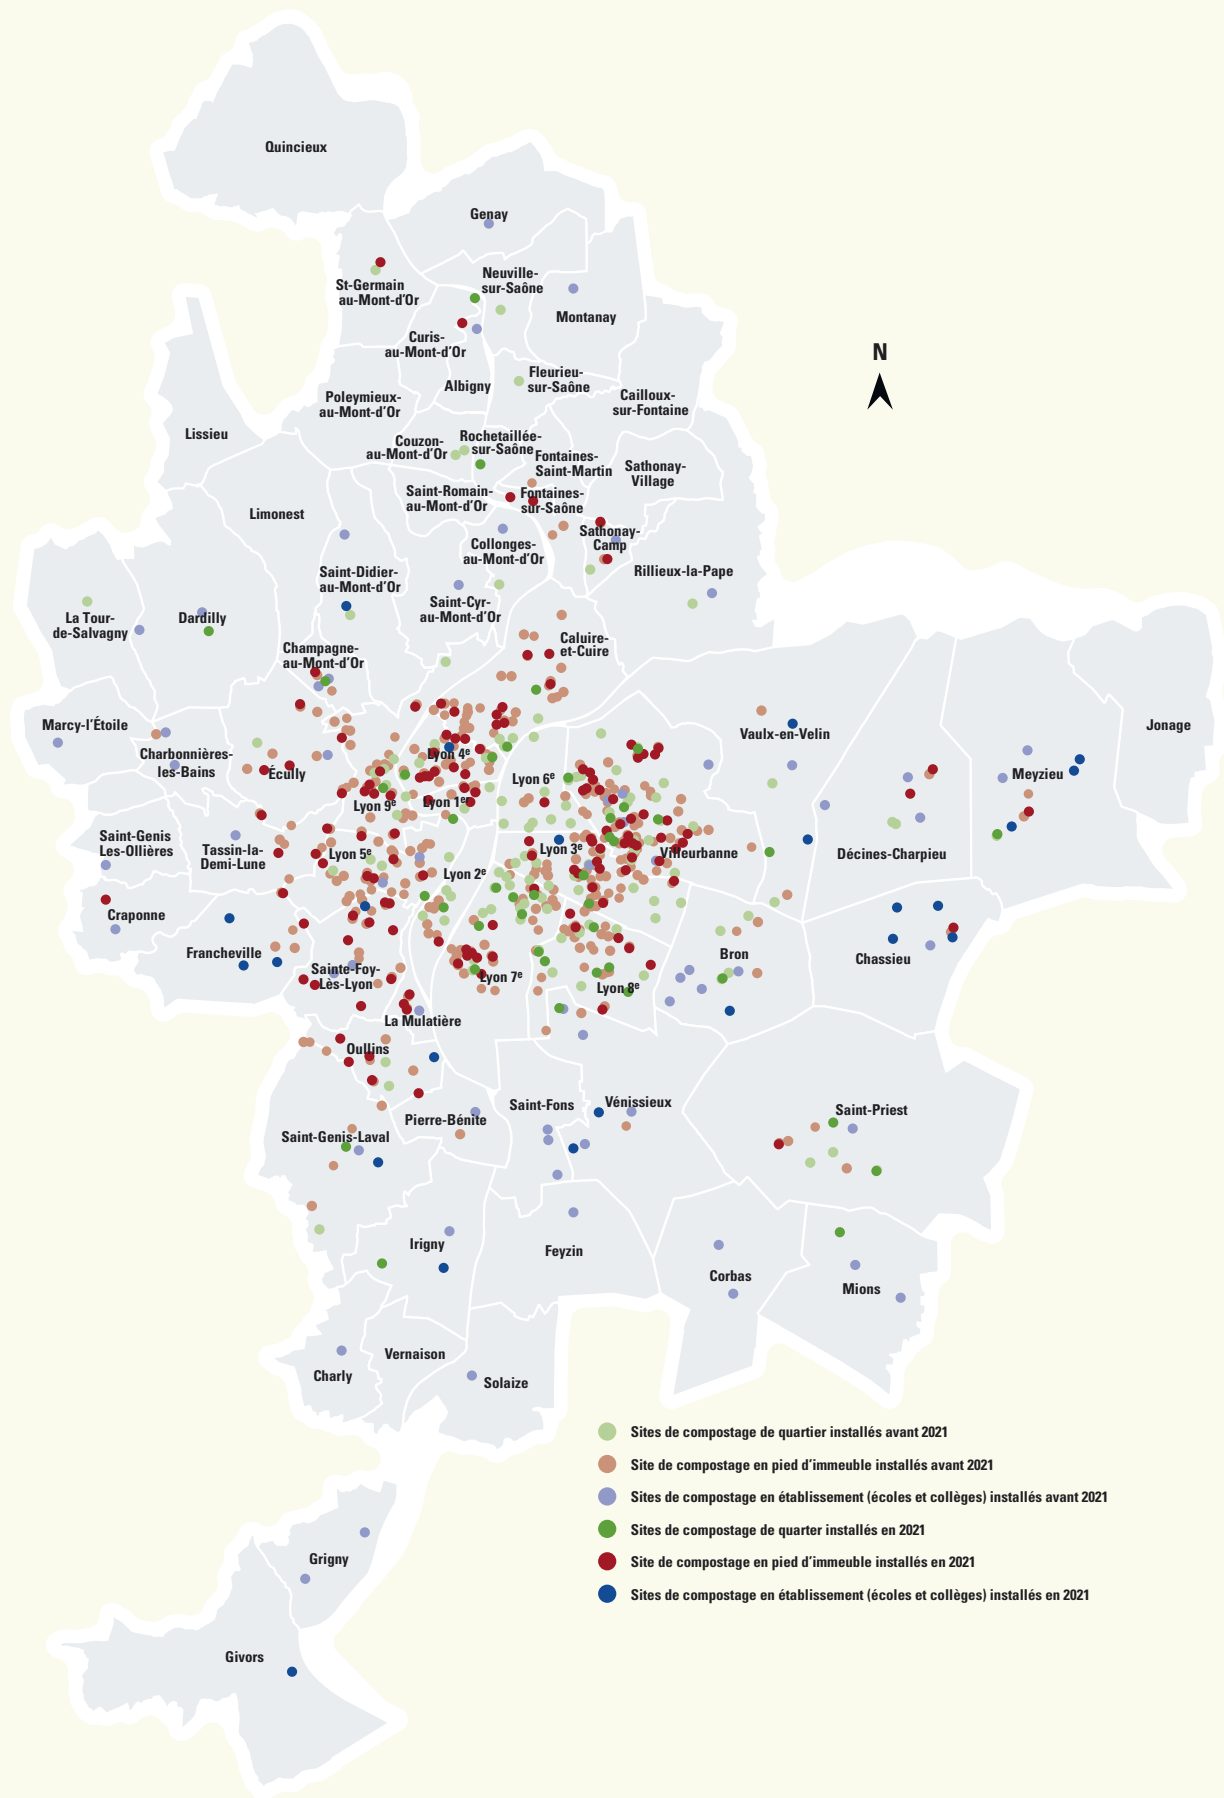 Quincieux
Genay
Neuville-
sur-Saône
St-Germain
au-Mont-d'Or
Montanay
Curis-
au-Mont-d'Or
N
Fleurieu-
sur-Saône
Albigny
Poleymieux-
au-Mont-d'Or
Cailloux-
sur-Fontaine
Lissieu
Couzon-
au-Mont-d'Or
Rochetaillée-
sur-Saône
Fontaines-
Saint-Martin
Sathonay-
Village
Saint-Romain-
au-Mont-d'Or
Fontaines-
sur-Saône
Limonest
Sathonay-
Camp
Collonges-
au-Mont-d'Or
Saint-Didier-
au-Mont-d'Or
Rillieux-la-Pape
La Tour-
de-Salvagny
Dardilly
Saint-Cyr-
au-Mont-d'Or
Caluire-
et-Cuire
Champagne-
au-Mont-d'Or
Marcy-l'Étoile
Jonage
Vaulx-en-Velin
Charbonnières-
les-Bains
Lyon 4e
Écully
Lyon 6e
Meyzieu
Lyon 9e
Lyon 1er
Saint-Genis
Les-Ollières
Tassin-la-
Demi-Lune
Lyon 5e
Lyon 3e
Villeurbanne
Décines-Charpieu
Lyon 2e
Craponne
Francheville
Bron
Chassieu
Sainte-Foy-
Lès-Lyon
Lyon 7e
Lyon 8e
La Mulatière
Oullins
Saint-Fons
Vénissieux
Saint-Priest
Pierre-Bénite
Saint-Genis-Laval
Irigny
Feyzin
Corbas
Mions
Vernaison
Charly
Solaize
Sites de compostage de quartier installés avant 2021
Site de compostage en pied d'immeuble installés avant 2021
Sites de compostage en établissement (écoles et collèges) installés avant 2021
Sites de compostage de quarter installés en 2021
Site de compostage en pied d'immeuble installés en 2021
Sites de compostage en établissement (écoles et collèges) installés en 2021
Grigny
Givors